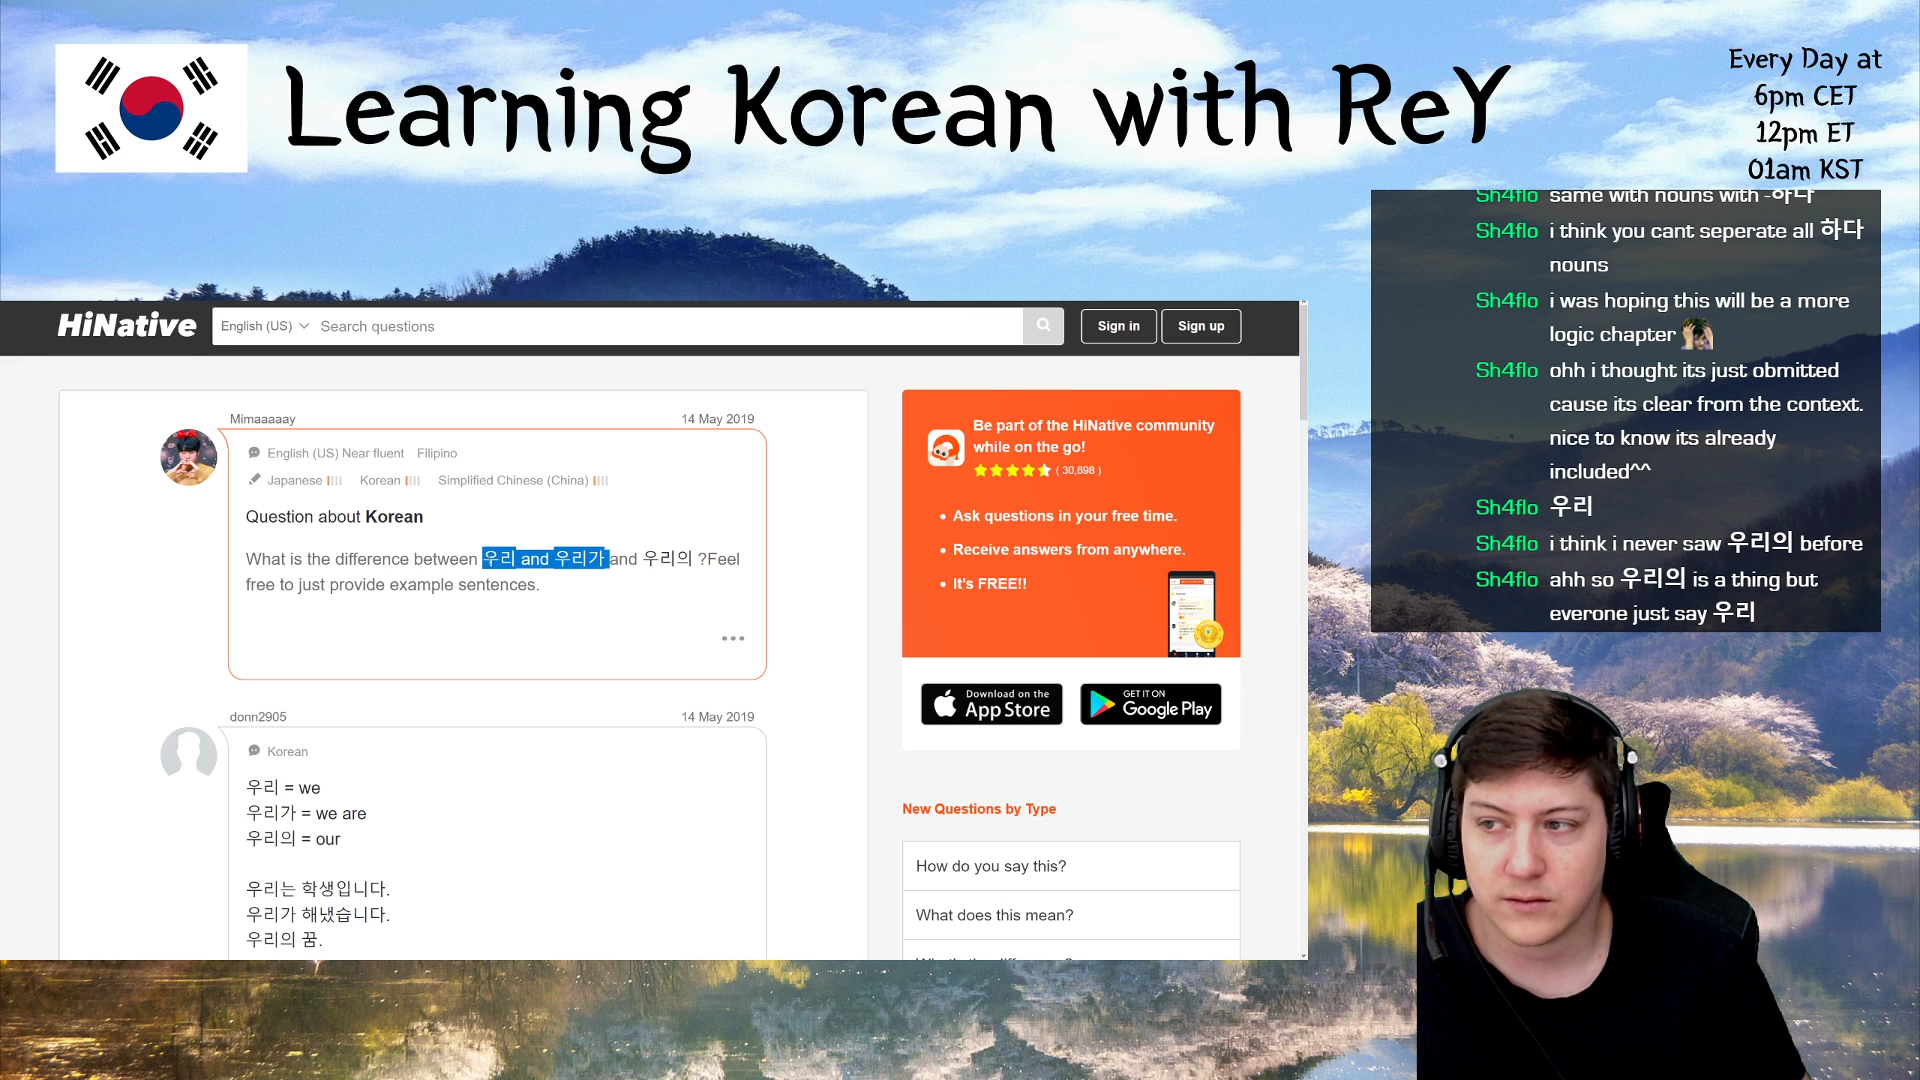 Learning Korean with ReY
Every Day at
6pm CET
12pm ET
01am KST
Sh4flo same with nouns with -하다
Sh4flo i think you cant seperate all 하다
nouns
Sh4flo i was hoping this will be a more
logic chapter
Sh4flo ohh i thought its just obmitted
cause its clear from the context.
nice to know its already
included^^
Sh4flo 우리
Sh4flo i think i never saw 우리의 before
Sh4flo ahh so 우리의 is a thing but
everone just say 우리
HiNative
English (US)
Search questions
Sign in
Sign up
Mimaaaaay
14 May 2019
English (US) Near fluent Filipino
Japanese Korean Simplified Chinese (China)
Question about Korean
What is the difference between 우리 and 우리가 and 우리의 ?Feel
free to just provide example sentences.
donn2905
14 May 2019
Korean
우리 = we
우리가 = we are
우리의 = our
우리는 학생입니다.
우리가 해냈습니다.
우리의 꿈.
Be part of the HiNative community
while on the go!
( 30,698 )
• Ask questions in your free time.
• Receive answers from anywhere.
• It's FREE!!
Download on the
App Store
GET IT ON
Google Play
New Questions by Type
How do you say this?
What does this mean?